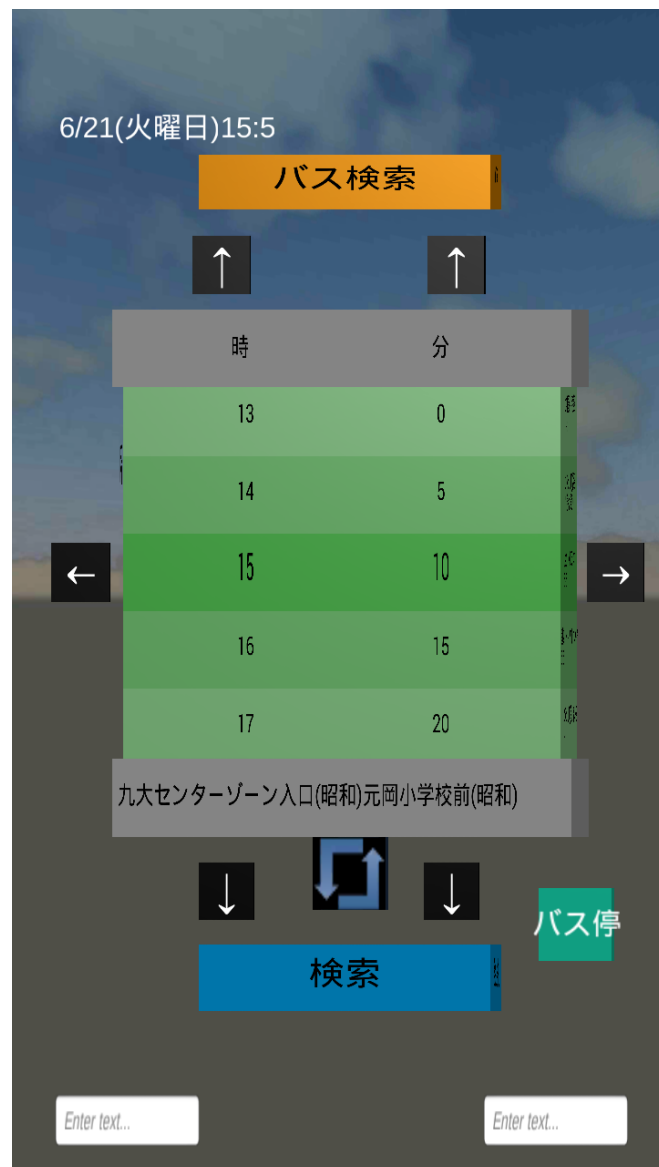 6/21(火曜日)15:5
バス検索
↑ ↑
時 分
13 0
14 5
← 15 10 →
16 15
17 20
九大センターゾーン入口(昭和)元岡小学校前(昭和)
↓ ↓
バス停
検索
Enter text... Enter text...